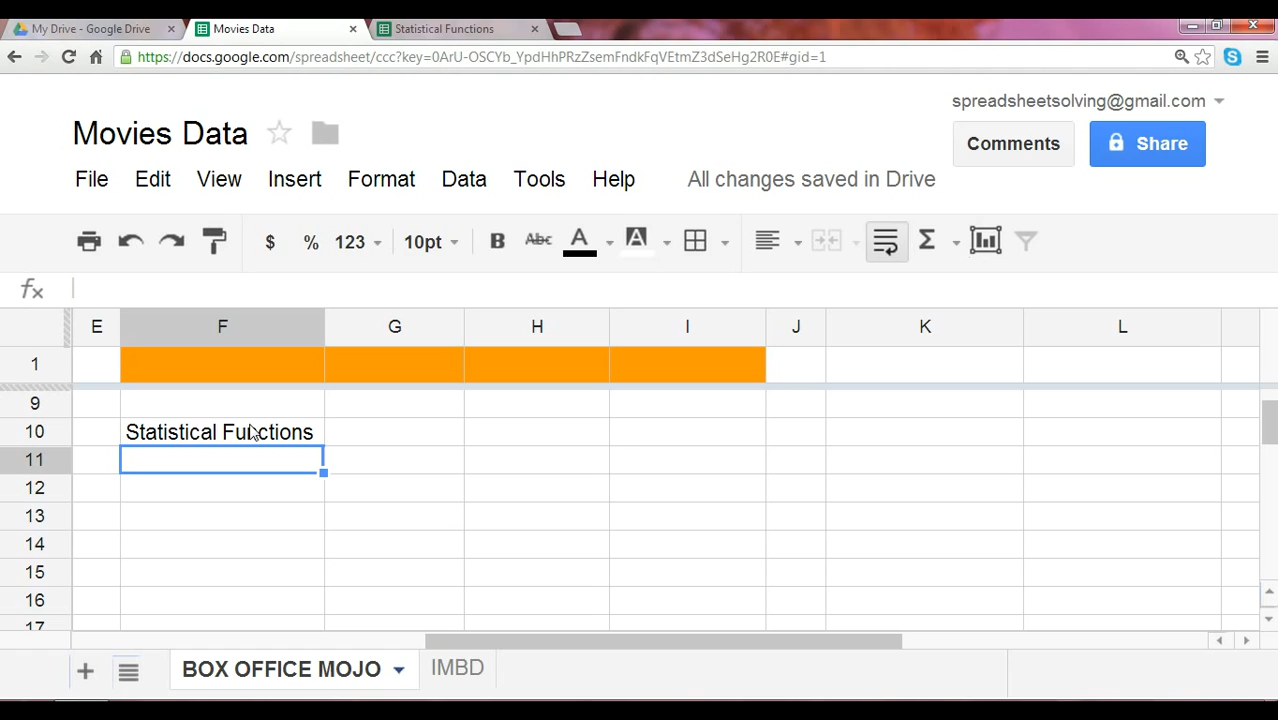 My Drive - Google Drive × Movies Data × Statistical Functions ×
https://docs.google.com/spreadsheet/ccc?key=0ArU-OSCYb_YpdHhPRzZsemFndkFqVEtmZ3dSeHg2R0E#gid=1
spreadsheetsolving@gmail.com
Movies Data
Comments Share
File Edit View Insert Format Data Tools Help All changes saved in Drive
$ % 123 10pt B Abc A A Σ
fx
E F G H I J K L
1
9
10 Statistical Functions
11
12
13
14
15
16
17
+ BOX OFFICE MOJO IMBD